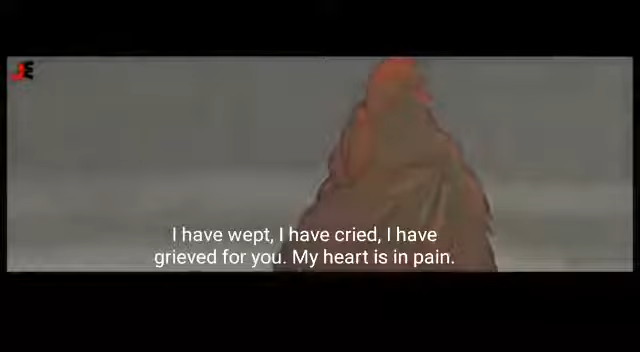 I have wept, I have cried, I have
grieved for you. My heart is in pain.